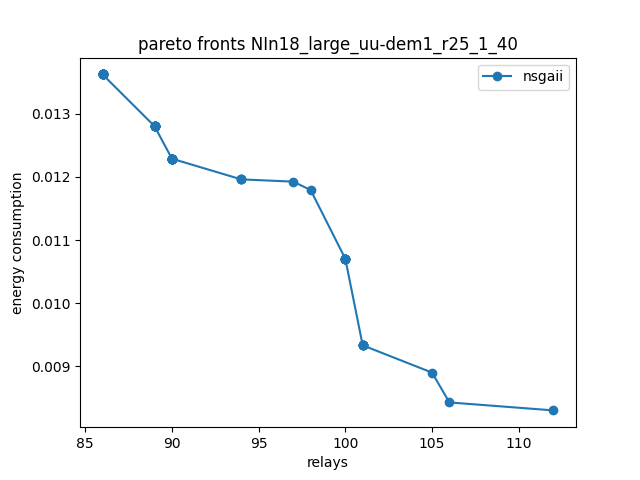 pareto fronts NIn18_large_uu-dem1_r25_1_40
nsgaii
0.013
0.012
0.011
0.010
0.009
energy consumption
85 90 95 100 105 110
relays